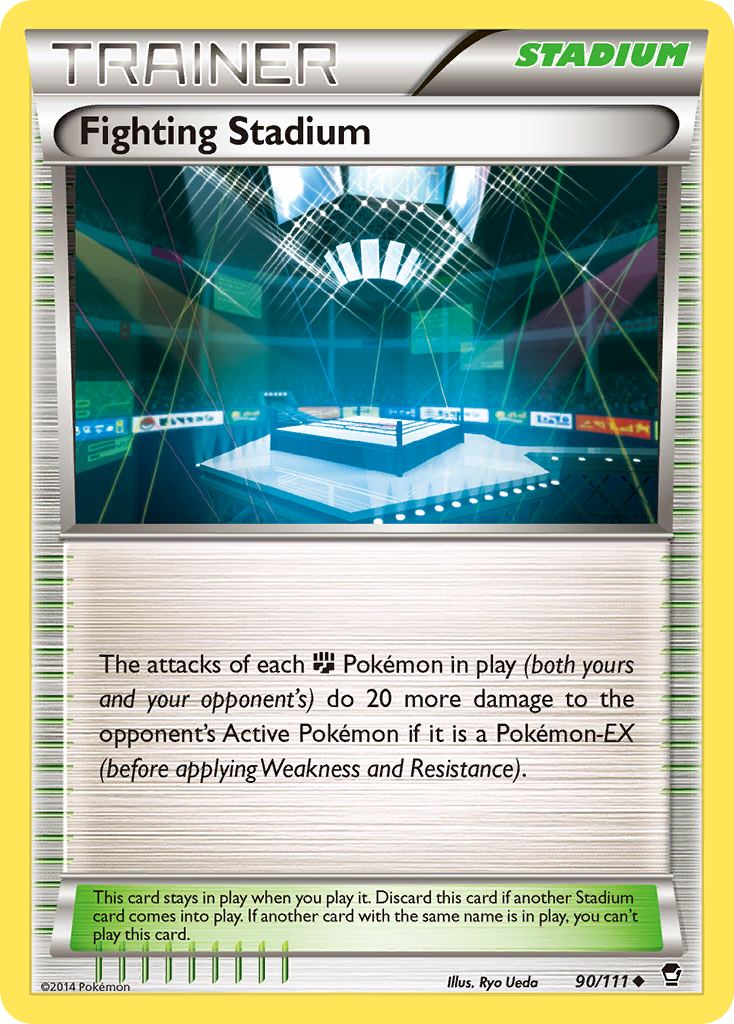 TRAINER
STADIUM
Fighting Stadium
The attacks of each Pokémon in play (both yours
and your opponent's) do 20 more damage to the
opponent's Active Pokémon if it is a Pokémon-EX
(before applying Weakness and Resistance).
This card stays in play when you play it. Discard this card if another Stadium
card comes into play. If another card with the same name is in play, you can't
play this card.
©2014 Pokémon
Illus. Ryo Ueda
90/111